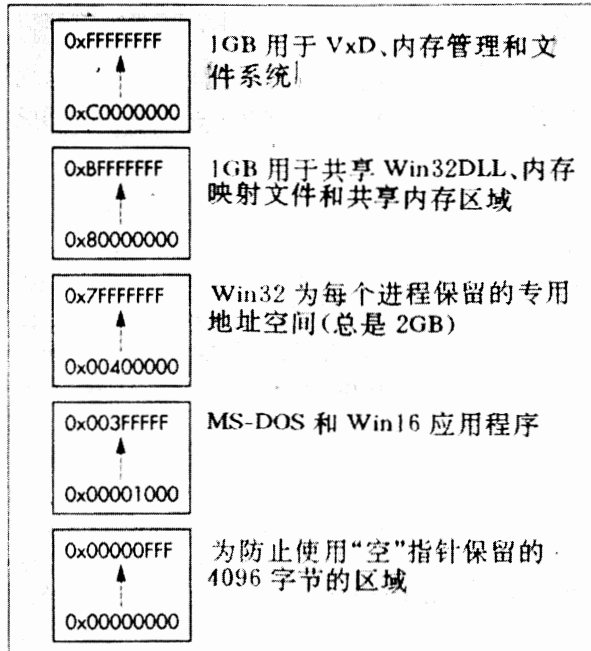 0xFFFFFFFF
0xC0000000
1GB 用于 VxD、内存管理和文
件系统
0xBFFFFFFF
0x80000000
1GB 用于共享 Win32DLL、内存
映射文件和共享内存区域
0x7FFFFFFF
0x00400000
Win32 为每个进程保留的专用
地址空间(总是 2GB)
0x003FFFFF
0x00001000
MS-DOS 和 Win16 应用程序
0x00000FFF
0x00000000
为防止使用“空”指针保留的
4096 字节的区域